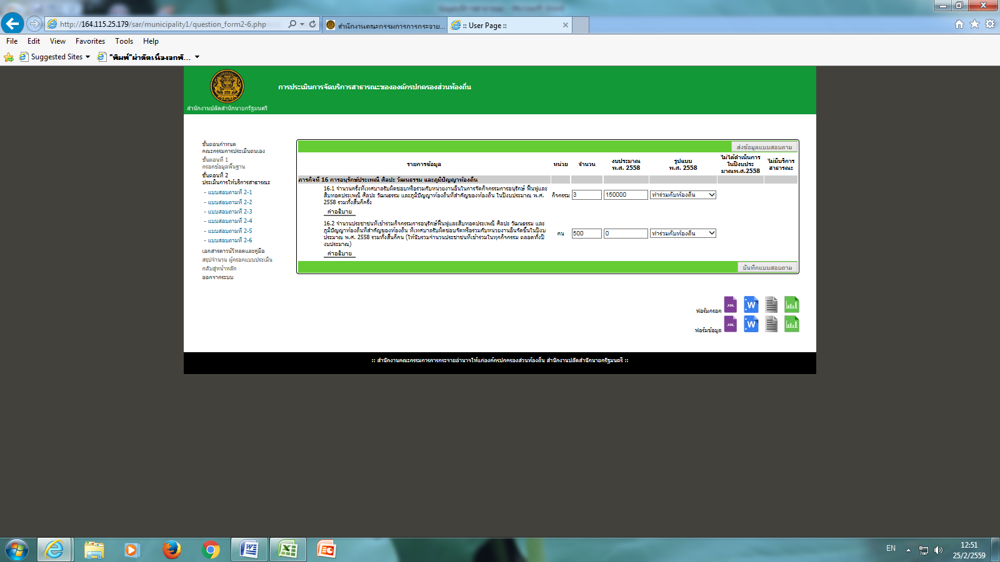 http://164.115.25.179/sar/municipality1/question_form2-6.php
สำนักงานคณะกรรมการการกระจาย...
:: User Page ::
File Edit View Favorites Tools Help
Suggested Sites
"พิมพ์"ผ่าตัดเนื้องอกพั...
การประเมินการจัดบริการสาธารณะขององค์กรปกครองส่วนท้องถิ่น
สำนักงานปลัดสำนักนายกรัฐมนตรี
ขั้นตอนกำหนด
คณะกรรมการประเมินตนเอง
ขั้นตอนที่ 1
กรอกข้อมูลพื้นฐาน
ขั้นตอนที่ 2
ประเมินการให้บริการสาธารณะ
- แบบสอบถามที่ 2-1
- แบบสอบถามที่ 2-2
- แบบสอบถามที่ 2-3
- แบบสอบถามที่ 2-4
- แบบสอบถามที่ 2-5
- แบบสอบถามที่ 2-6
เอกสารดาวน์โหลดและคู่มือ
สรุปจำนวน ผู้กรอกแบบประเมิน
กลับสู่หน้าหลัก
ออกจากระบบ
ส่งข้อมูลแบบสอบถาม
รายการข้อมูล หน่วย จำนวน งบประมาณ พ.ศ. 2558 รูปแบบ พ.ศ. 2558 ไม่ได้ดำเนินการ ในปีงบประ มาณพ.ศ.2558 ไม่มีบริการ สาธารณะ
ภารกิจที่ 16 การอนุรักษ์ประเพณี ศิลปะ วัฒนธรรม และภูมิปัญญาท้องถิ่น
16.1 จำนวนครั้งที่เทศบาลรับผิดชอบหรือร่วมกับหน่วยงานอื่นในการจัดกิจกรรมการอนุรักษ์ ฟื้นฟูและ
สืบทอดประเพณี ศิลปะ วัฒนธรรม และภูมิปัญญาท้องถิ่นที่สำคัญของท้องถิ่น ในปีงบประมาณ พ.ศ.
2558 รวมทั้งสิ้นกี่ครั้ง
กิจกรรม 3 150000 ทำร่วมกับท้องถิ่น
คำอธิบาย
16.2 จำนวนประชาชนที่เข้าร่วมกิจกรรมการอนุรักษ์ฟื้นฟูและสืบทอดประเพณี ศิลปะ วัฒนธรรม และ
ภูมิปัญญาท้องถิ่นที่สำคัญของท้องถิ่น ที่เทศบาลรับผิดชอบจัดหรือร่วมกับหน่วยงานอื่นจัดขึ้นในปีงบ
ประมาณ พ.ศ. 2558 รวมทั้งสิ้นกี่คน (ให้นับรวมจำนวนประชาชนที่เข้าร่วมในทุกกิจกรรม ตลอดทั้งปี
งบประมาณ)
คน 500 0 ทำร่วมกับท้องถิ่น
คำอธิบาย
บันทึกแบบสอบถาม
ฟอร์มกรอก XML W
ฟอร์มข้อมูล XML W
:: สำนักงานคณะกรรมการการกระจายอำนาจให้แก่องค์กรปกครองส่วนท้องถิ่น สำนักงานปลัดสำนักนายกรัฐมนตรี ::
EN
12:51
25/2/2559